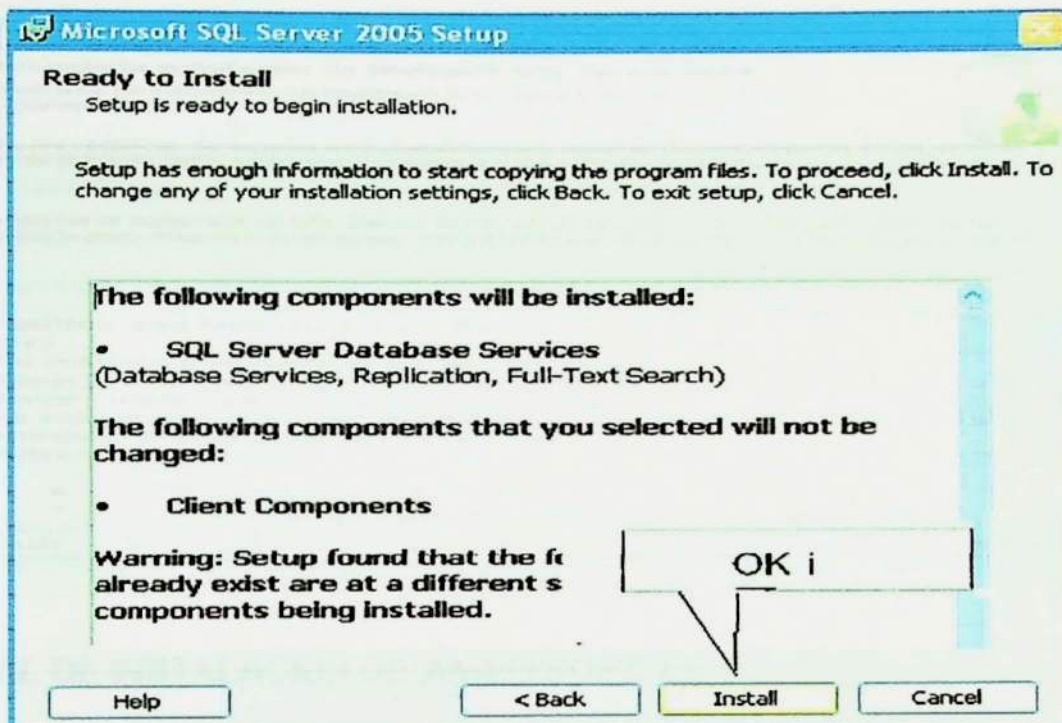 Microsoft SQL Server 2005 Setup
Ready to Install
Setup is ready to begin installation.
Setup has enough information to start copying the program files. To proceed, click Install. To
change any of your installation settings, click Back. To exit setup, click Cancel.
The following components will be installed:
• SQL Server Database Services
(Database Services, Replication, Full-Text Search)
The following components that you selected will not be
changed:
• Client Components
Warning: Setup found that the
already exist are at a different s
components being installed.
OK i
Help
< Back
Install
Cancel